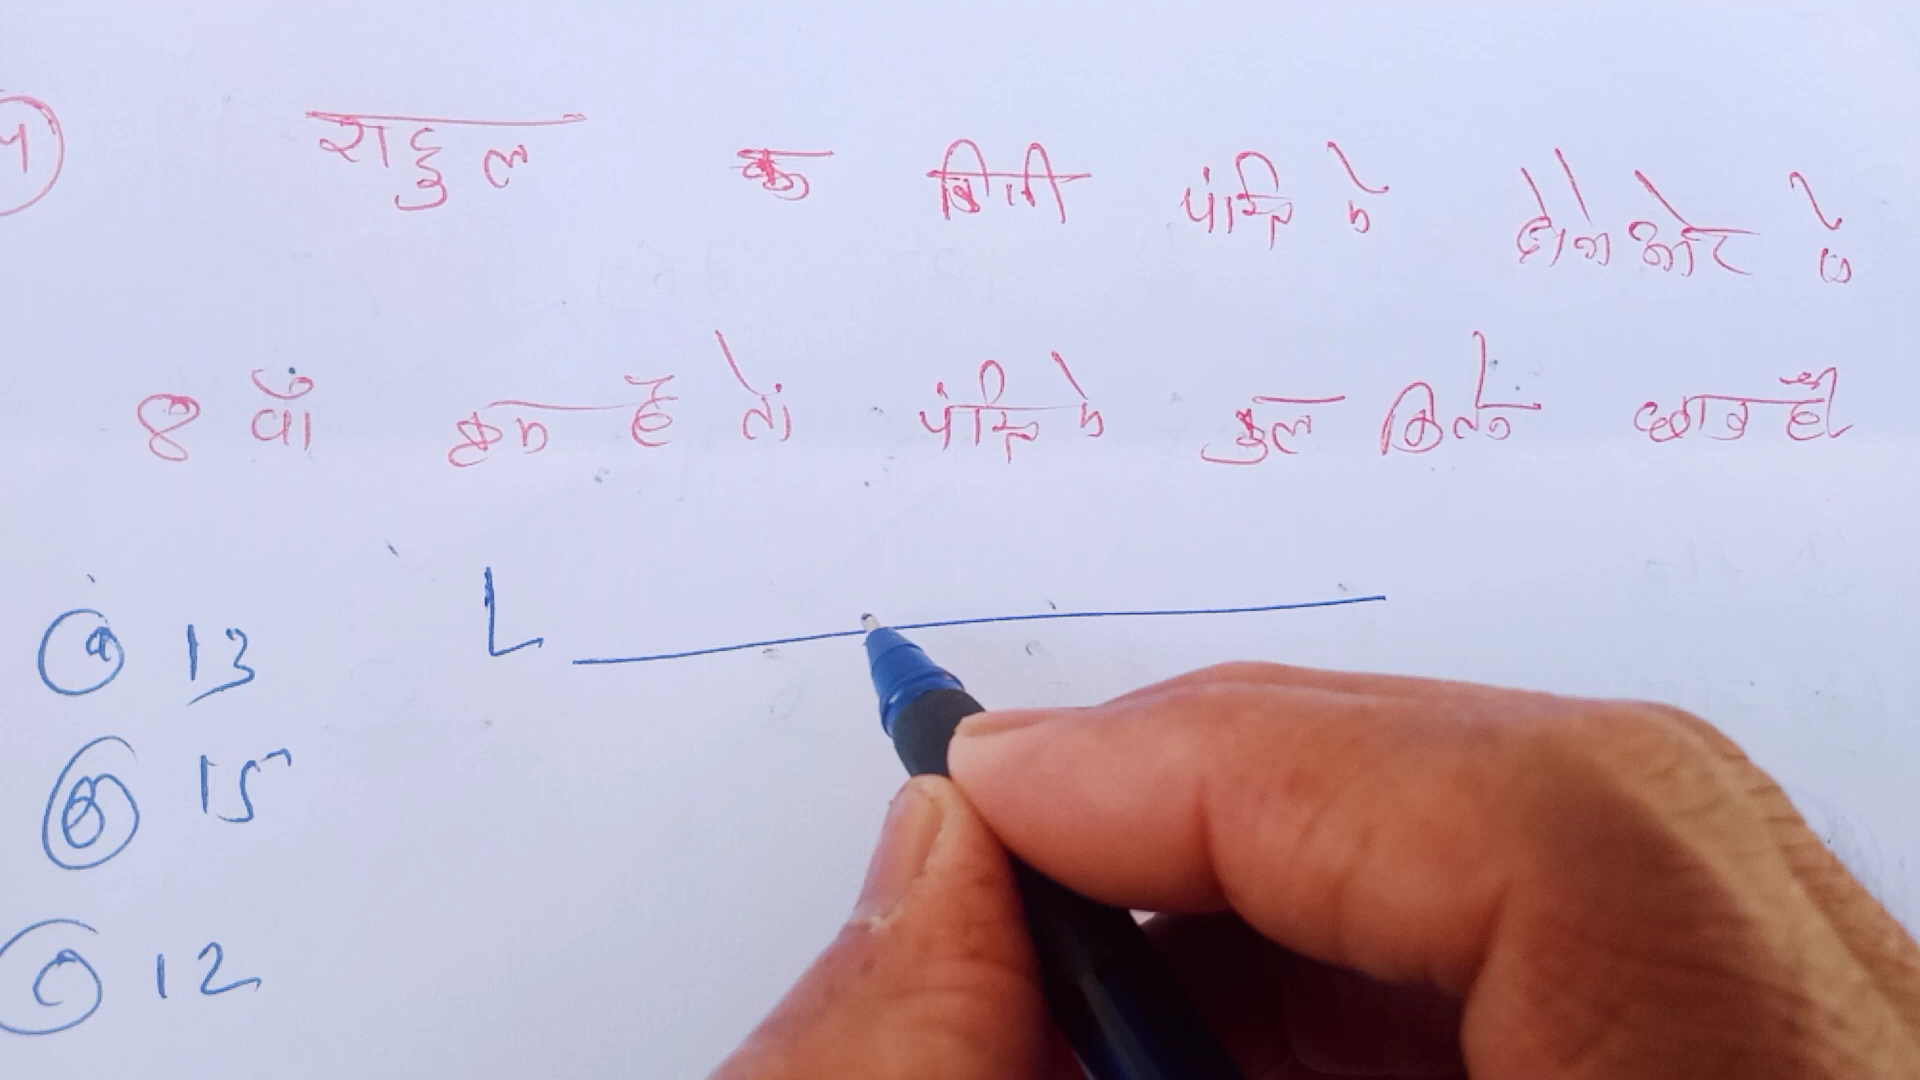 राहुल का किसी पंक्ति में दोनों ओर से
8 वाँ क्रम है तो पंक्ति में कुल कितने छात्र हैं
(a) 13
L
(b) 15
(c) 12